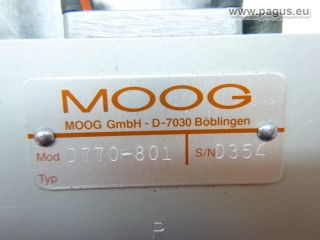 www.pagus.eu
MOOG
MOOG GmbH - D-7030 Böblingen
Mod D770-801 S/N D354
Typ
P